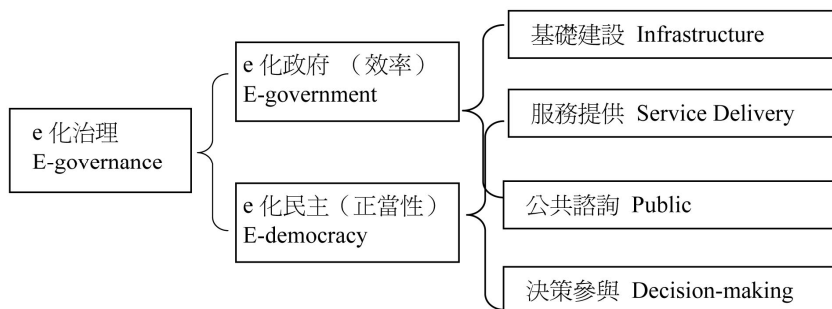 e 化治理
E-governance
e 化政府 （效率）
E-government
e 化民主（正當性）
E-democracy
基礎建設 Infrastructure
服務提供 Service Delivery
公共諮詢 Public
決策參與 Decision-making